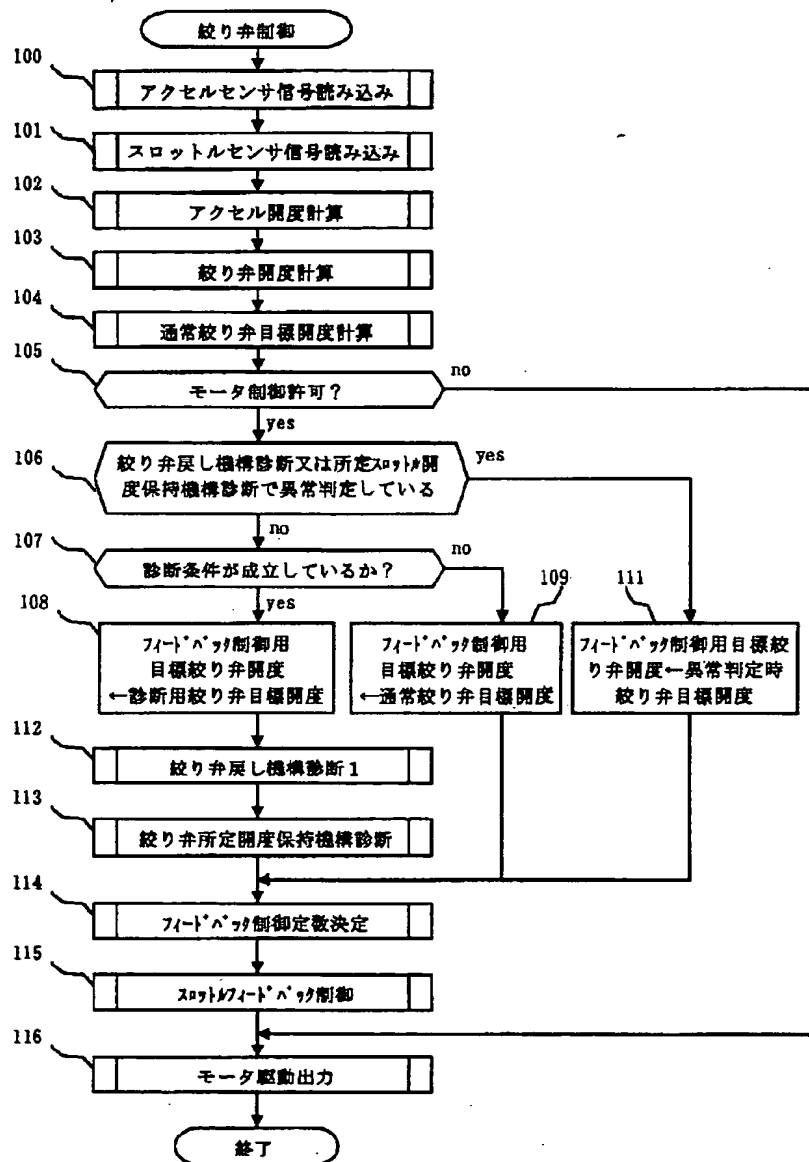 絞り弁制御
100
アクセルセンサ信号読み込み
101
スロットルセンサ信号読み込み
102
アクセル開度計算
103
絞り弁開度計算
104
通常絞り弁目標開度計算
105
モータ制御許可?
no
yes
106
絞り弁戻し機構診断又は所定スロットル開
度保持機構診断で異常判定している
yes
no
107
診断条件が成立しているか?
no
yes
108
フィードバック制御用
目標絞り弁開度
←診断用絞り弁目標開度
109
フィードバック制御用
目標絞り弁開度
←通常絞り弁目標開度
111
フィードバック制御用目標絞
り弁開度←異常判定時
絞り弁目標開度
112
絞り弁戻し機構診断1
113
絞り弁所定開度保持機構診断
114
フィードバック制御定数決定
115
スロットルフィードバック制御
116
モータ駆動出力
終了